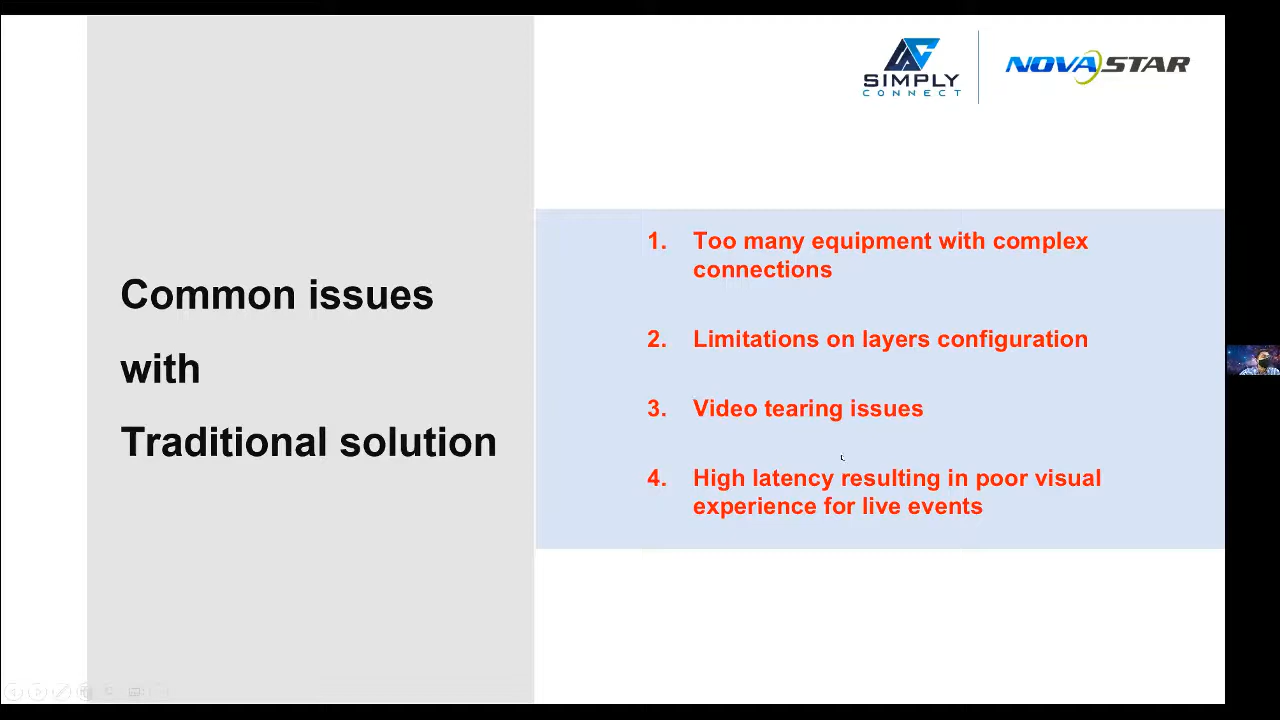 SIMPLY
CONNECT
NOVASTAR
Common issues
with
Traditional solution
1. Too many equipment with complex
connections
2. Limitations on layers configuration
3. Video tearing issues
4. High latency resulting in poor visual
experience for live events